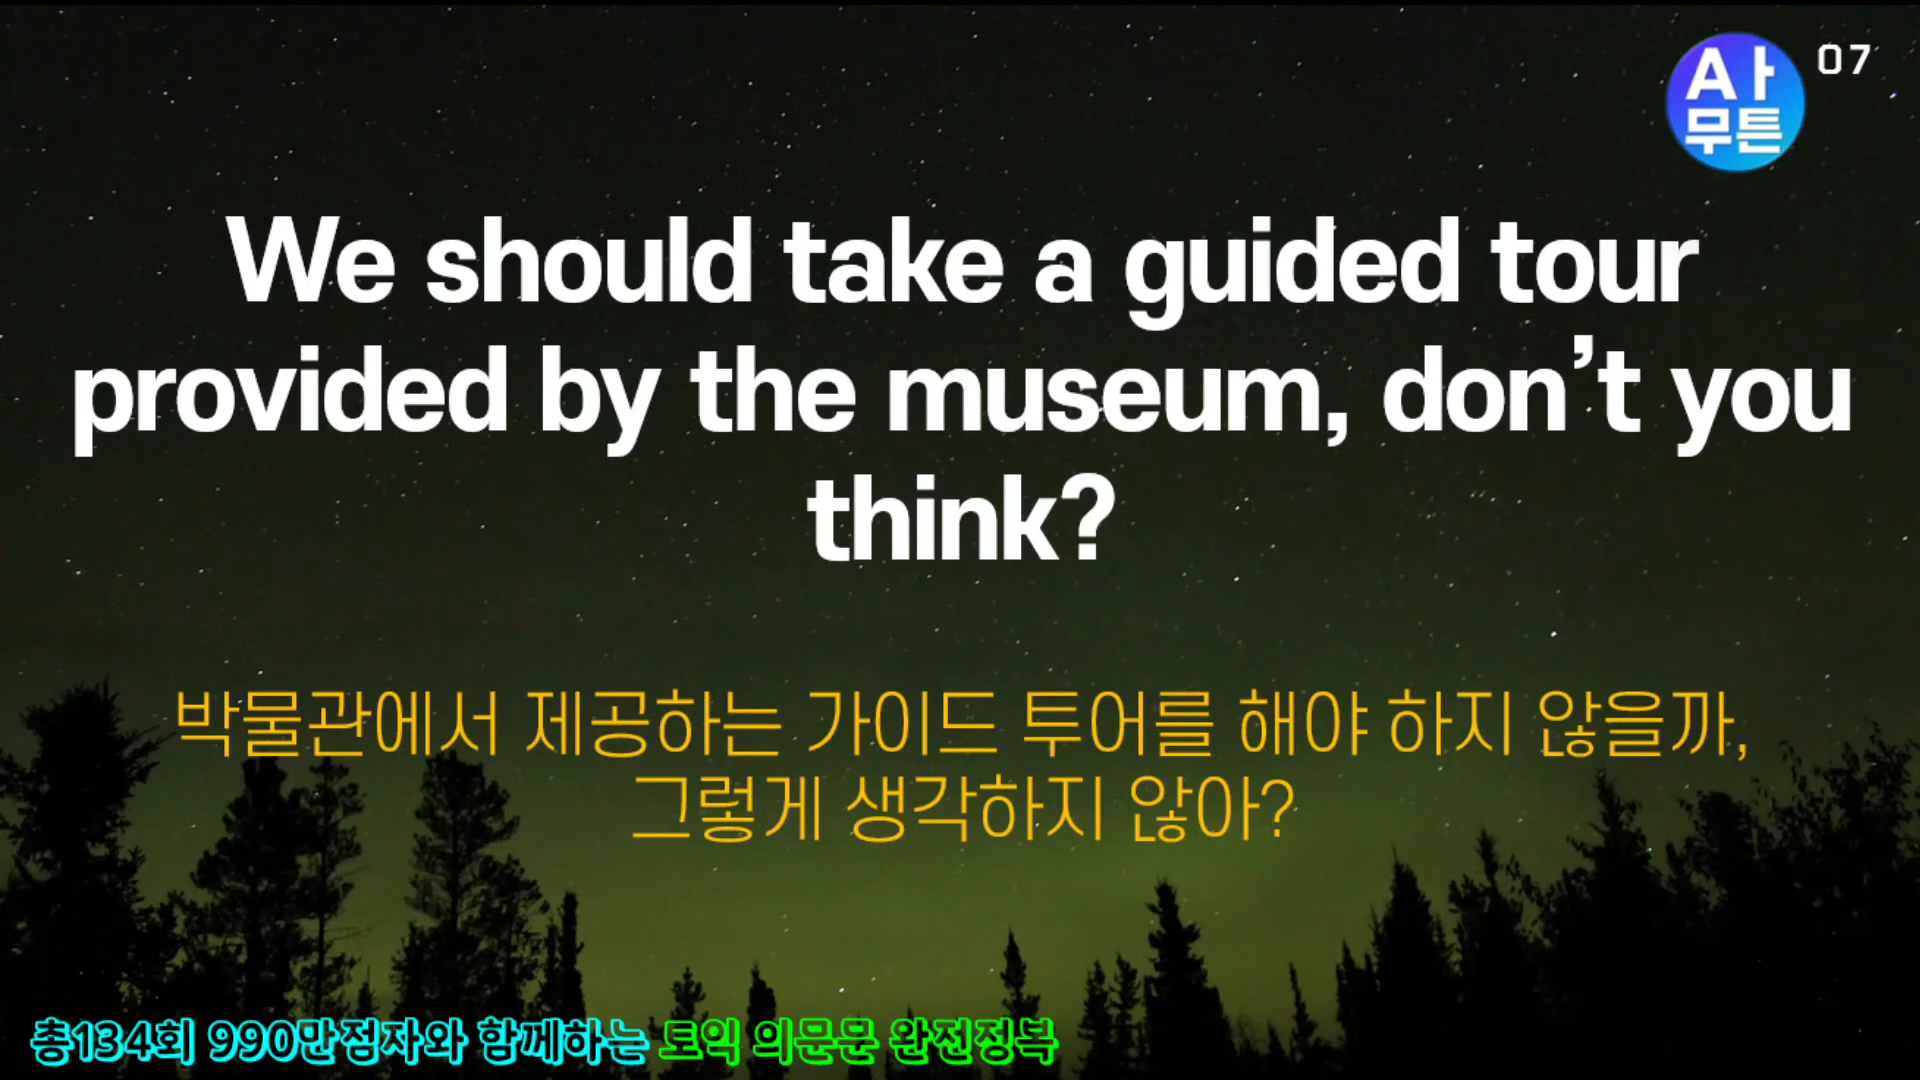 A사
무튼
07
We should take a guided tour
provided by the museum, don’t you
think?
박물관에서 제공하는 가이드 투어를 해야 하지 않을까,
그렇게 생각하지 않아?
총134회 990만점자와 함께하는 토익 의문문 완전정복